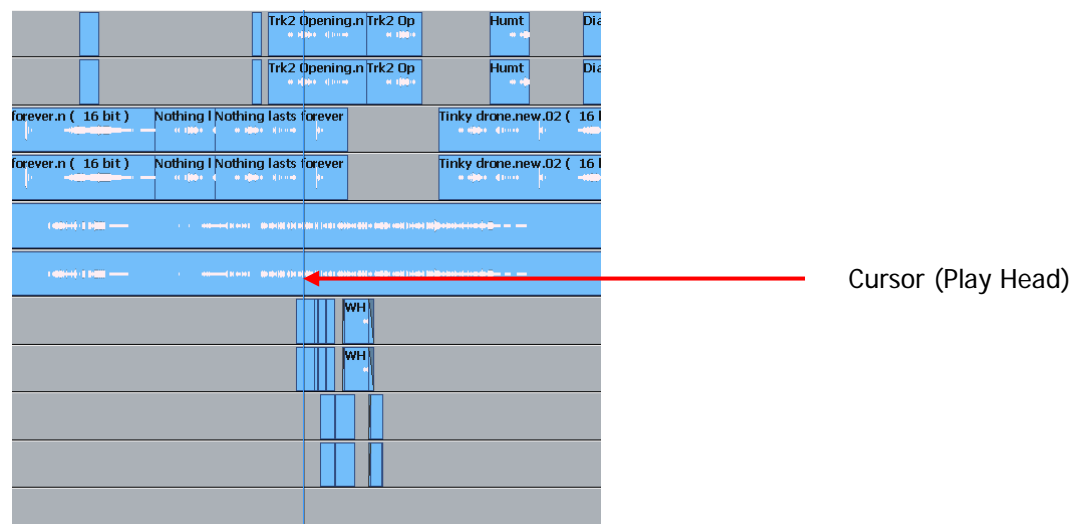 Trk2 Opening.n Trk2 Op Humt Dia
Trk2 Opening.n Trk2 Op Humt Dia
forever.n ( 16 bit ) Nothing l Nothing lasts forever Tinky drone.new.02 ( 16 l
forever.n ( 16 bit ) Nothing l Nothing lasts forever Tinky drone.new.02 ( 16 l
Cursor (Play Head)
WH
WH